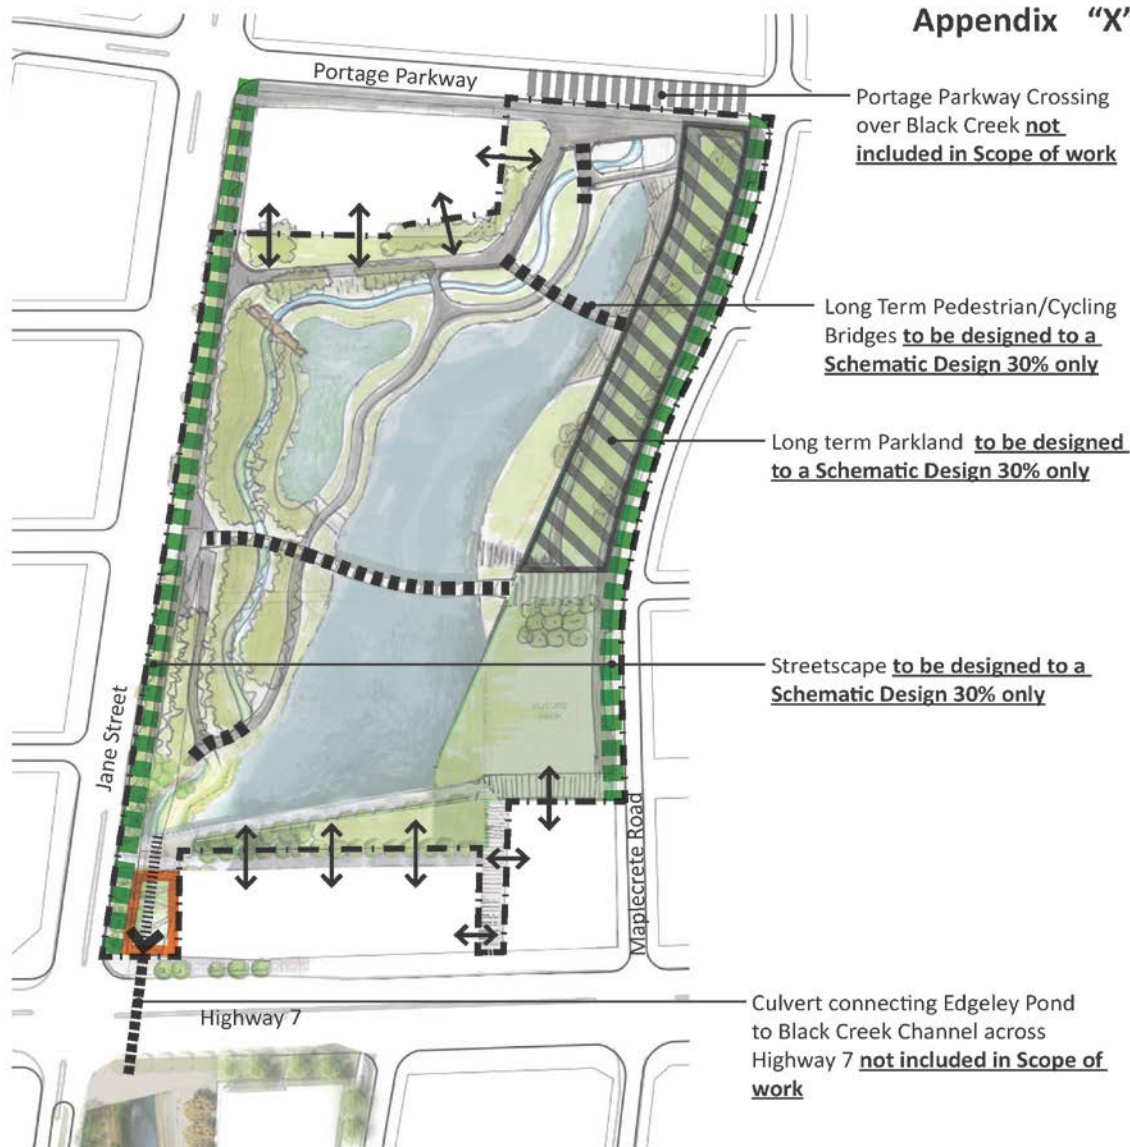 Appendix "X"
Portage Parkway
Portage Parkway Crossing
over Black Creek not
included in Scope of work
Long Term Pedestrian/Cycling
Bridges to be designed to a
Schematic Design 30% only
Long term Parkland to be designed
to a Schematic Design 30% only
Streetscape to be designed to a
Schematic Design 30% only
Jane Street
Maplecrete Road
Highway 7
Culvert connecting Edgeley Pond
to Black Creek Channel across
Highway 7 not included in Scope of
work